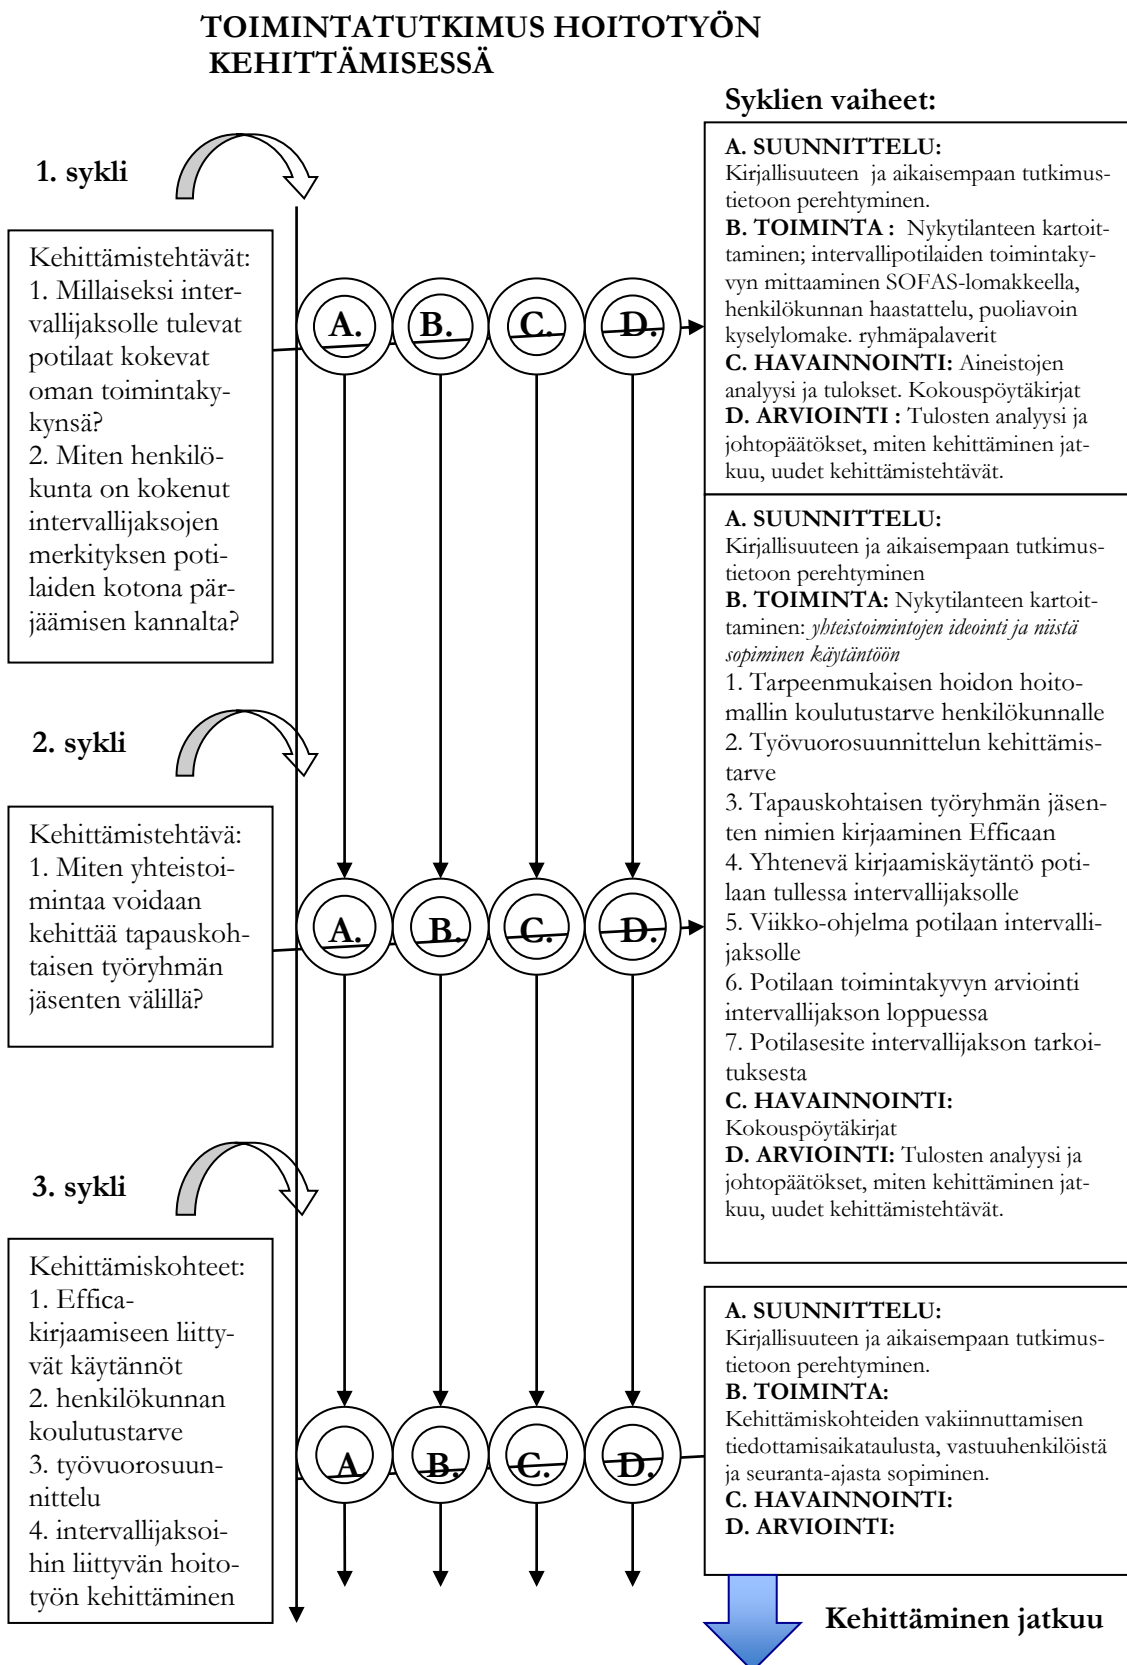 TOIMINTATUTKIMUS HOITOTYÖN
KEHITTÄMISESSÄ
Syklien vaiheet:
1. sykli
Kehittämistehtävät:
1. Millaiseksi inter-
vallijaksolle tulevat
potilaat kokevat
oman toimintaky-
kynsä?
2. Miten henkilö-
kunta on kokenut
intervallijaksojen
merkityksen poti-
laiden kotona pär-
jäämisen kannalta?
A. B. C. D.
A. SUUNNITTELU:
Kirjallisuuteen ja aikaisempaan tutkimus-
tietoon perehtyminen.
B. TOIMINTA : Nykytilanteen kartoit-
taminen; intervallipotilaiden toimintaky-
vyn mittaaminen SOFAS-lomakkeella,
henkilökunnan haastattelu, puoliavoin
kyselylomake. ryhmäpalaverit
C. HAVAINNOINTI: Aineistojen
analyysi ja tulokset. Kokouspöytäkirjat
D. ARVIOINTI : Tulosten analyysi ja
johtopäätökset, miten kehittäminen jat-
kuu, uudet kehittämistehtävät.
2. sykli
Kehittämistehtävä:
1. Miten yhteistoi-
mintaa voidaan
kehittää tapauskoh-
taisen työryhmän
jäsenten välillä?
A. B. C. D.
A. SUUNNITTELU:
Kirjallisuuteen ja aikaisempaan tutkimus-
tietoon perehtyminen
B. TOIMINTA: Nykytilanteen kartoit-
taminen: yhteistoimintojen ideointi ja niistä
sopiminen käytäntöön
1. Tarpeenmukaisen hoidon hoito-
mallin koulutustarve henkilökunnalle
2. Työvuorosuunnittelun kehittämis-
tarve
3. Tapauskohtaisen työryhmän jäsen-
ten nimien kirjaaminen Efficaan
4. Yhtenevä kirjaamiskäytäntö poti-
laan tullessa intervallijaksolle
5. Viikko-ohjelma potilaan intervalli-
jaksolle
6. Potilaan toimintakyvyn arviointi
intervallijakson loppuessa
7. Potilasesite intervallijakson tarkoi-
tuksesta
C. HAVAINNOINTI:
Kokouspöytäkirjat
D. ARVIOINTI: Tulosten analyysi ja
johtopäätökset, miten kehittäminen jat-
kuu, uudet kehittämistehtävät.
3. sykli
Kehittämiskohteet:
1. Effica-
kirjaamiseen liitty-
vät käytännöt
2. henkilökunnan
koulutustarve
3. työvuorosuun-
nittelu
4. intervallijaksoi-
hin liittyvän hoito-
työn kehittäminen
A B. C. D.
A. SUUNNITTELU:
Kirjallisuuteen ja aikaisempaan tutkimus-
tietoon perehtyminen.
B. TOIMINTA:
Kehittämiskohteiden vakiinnuttamisen
tiedottamisaikataulusta, vastuuhenkilöistä
ja seuranta-ajasta sopiminen.
C. HAVAINNOINTI:
D. ARVIOINTI:
Kehittäminen jatkuu